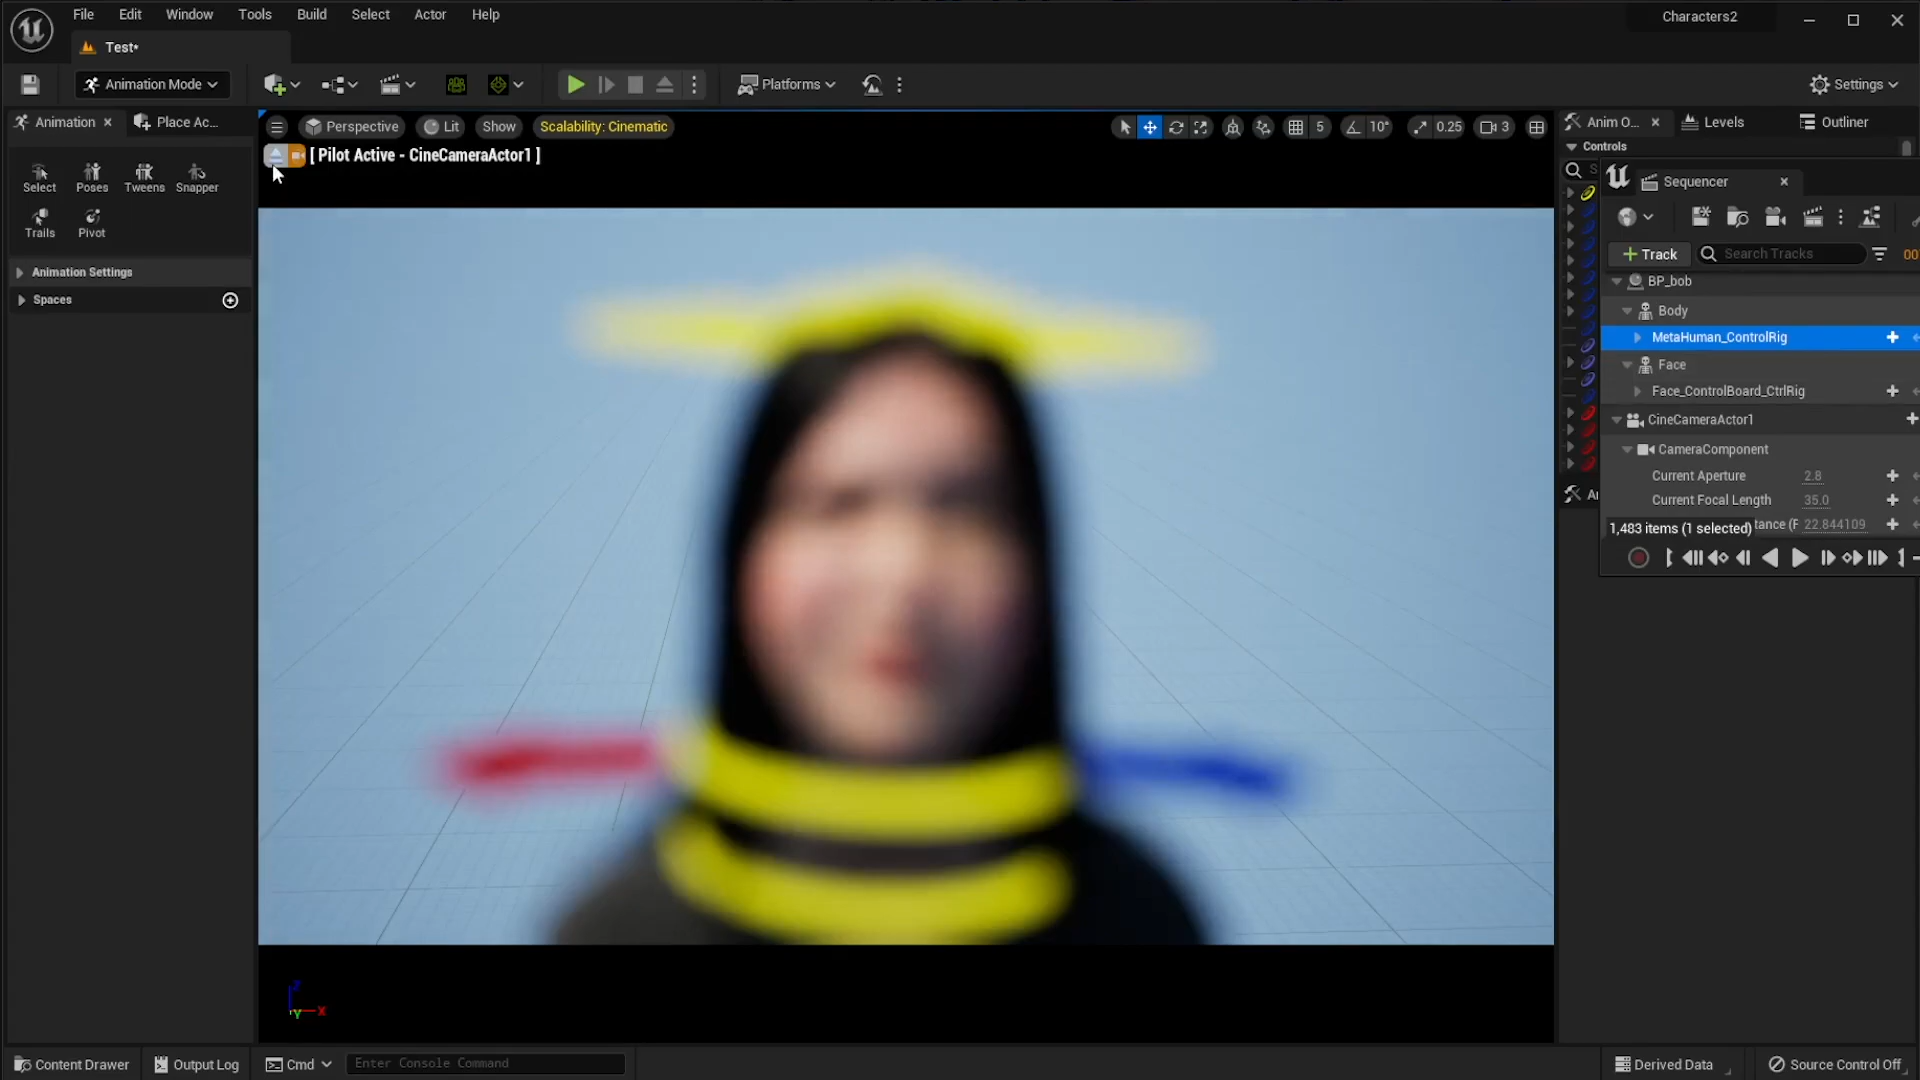 File Edit Window Tools Build Select Actor Help
Characters2
Test*
Animation Mode
Platforms
Settings
Animation
Place Ac...
Perspective
Lit
Show
Scalability: Cinematic
5
10°
0.25
3
Anim O...
Levels
Outliner
[ Pilot Active - CineCameraActor1 ]
Controls
Select
Poses
Tweens
Snapper
Trails
Pivot
Animation Settings
Spaces
Sequencer
Track
Search Tracks
00
BP_bob
Body
MetaHuman_ControlRig
Face
Face_ControlBoard_CtrlRig
CineCameraActor1
CameraComponent
Current Aperture 2.8
Current Focal Length 35.0
1,483 items (1 selected) tance (F 22.844109
Z
Y
X
Content Drawer
Output Log
Cmd
Enter Console Command
Derived Data
Source Control Off